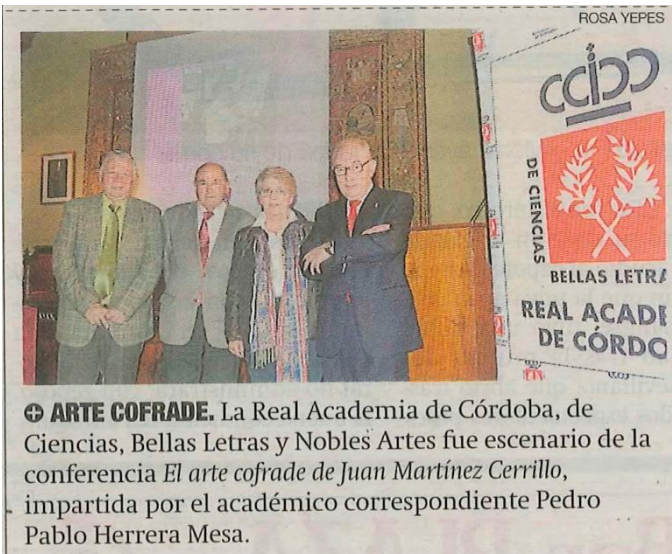 ROSA YEPES
DE CIENCIAS
BELLAS LETRA
REAL ACADE
DE CÓRDO
ARTE COFRADE. La Real Academia de Córdoba, de
Ciencias, Bellas Letras y Nobles Artes fue escenario de la
conferencia El arte cofrade de Juan Martínez Cerrillo,
impartida por el académico correspondiente Pedro
Pablo Herrera Mesa.